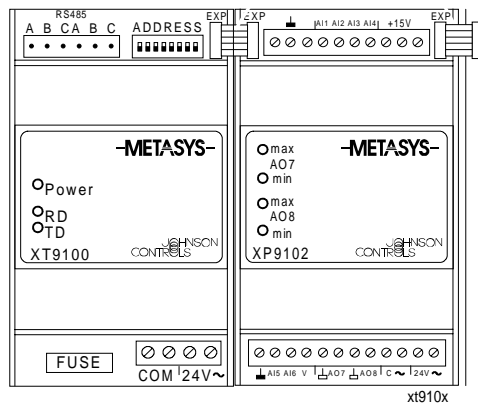 RS485
A B C A B C
ADDRESS
EXP
EXP
AI1 AI2 AI3 AI4 +15V
EXP
-METASYS-
Power
RD
TD
XT9100
JOHNSON
CONTROLS
-METASYS-
max
AO7
min
max
AO8
min
XP9102
JOHNSON
CONTROLS
FUSE
COM 24V~
AI5 AI6 V AO7 AO8 C ~ 24V~
xt910x